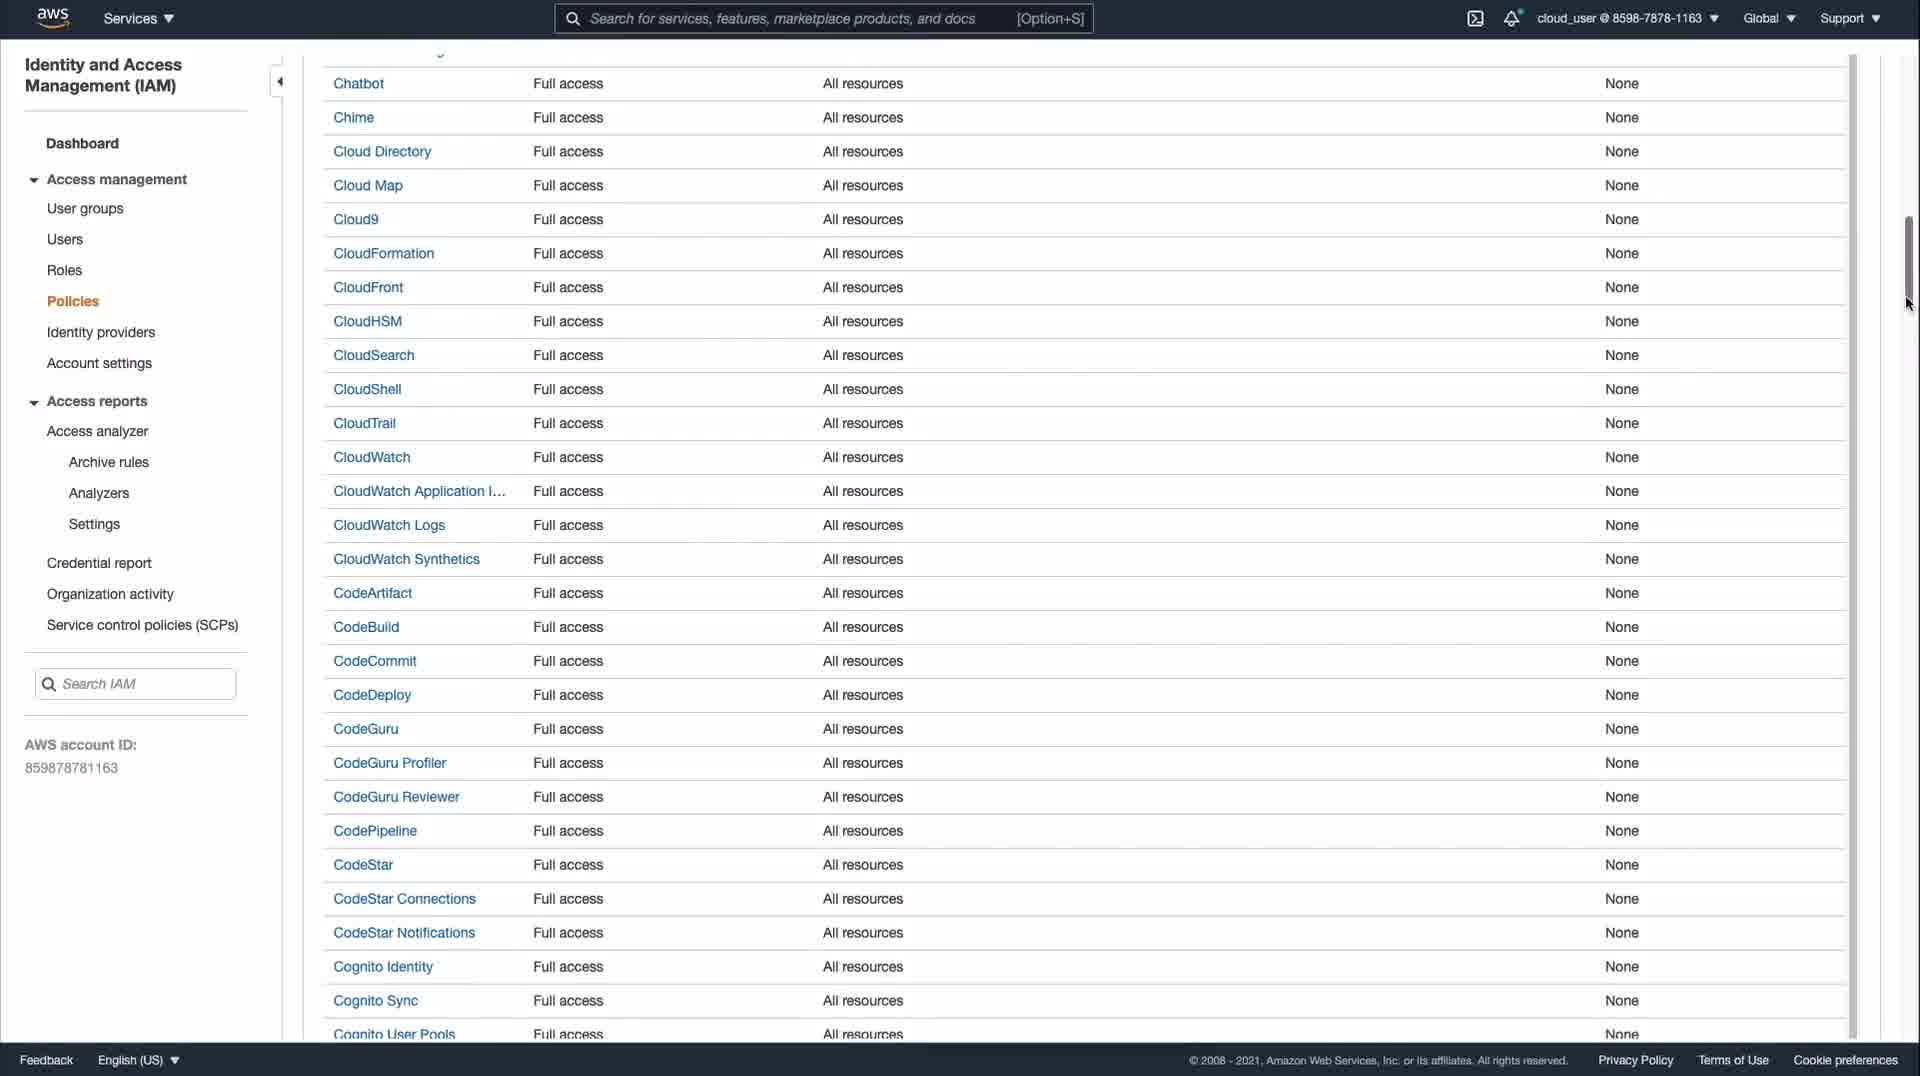 aws
Services
Search for services, features, marketplace products, and docs [Option+S]
cloud_user @ 8598-7878-1163
Global
Support
Identity and Access
Management (IAM)
Dashboard
Access management
User groups
Users
Roles
Policies
Identity providers
Account settings
Access reports
Access analyzer
Archive rules
Analyzers
Settings
Credential report
Organization activity
Service control policies (SCPs)
Search IAM
AWS account ID:
859878781163
Chatbot Full access All resources None
Chime Full access All resources None
Cloud Directory Full access All resources None
Cloud Map Full access All resources None
Cloud9 Full access All resources None
CloudFormation Full access All resources None
CloudFront Full access All resources None
CloudHSM Full access All resources None
CloudSearch Full access All resources None
CloudShell Full access All resources None
CloudTrail Full access All resources None
CloudWatch Full access All resources None
CloudWatch Application I... Full access All resources None
CloudWatch Logs Full access All resources None
CloudWatch Synthetics Full access All resources None
CodeArtifact Full access All resources None
CodeBuild Full access All resources None
CodeCommit Full access All resources None
CodeDeploy Full access All resources None
CodeGuru Full access All resources None
CodeGuru Profiler Full access All resources None
CodeGuru Reviewer Full access All resources None
CodePipeline Full access All resources None
CodeStar Full access All resources None
CodeStar Connections Full access All resources None
CodeStar Notifications Full access All resources None
Cognito Identity Full access All resources None
Cognito Sync Full access All resources None
Cognito User Pools Full access All resources None
Feedback
English (US)
© 2008 - 2021, Amazon Web Services, Inc. or its affiliates. All rights reserved.
Privacy Policy
Terms of Use
Cookie preferences